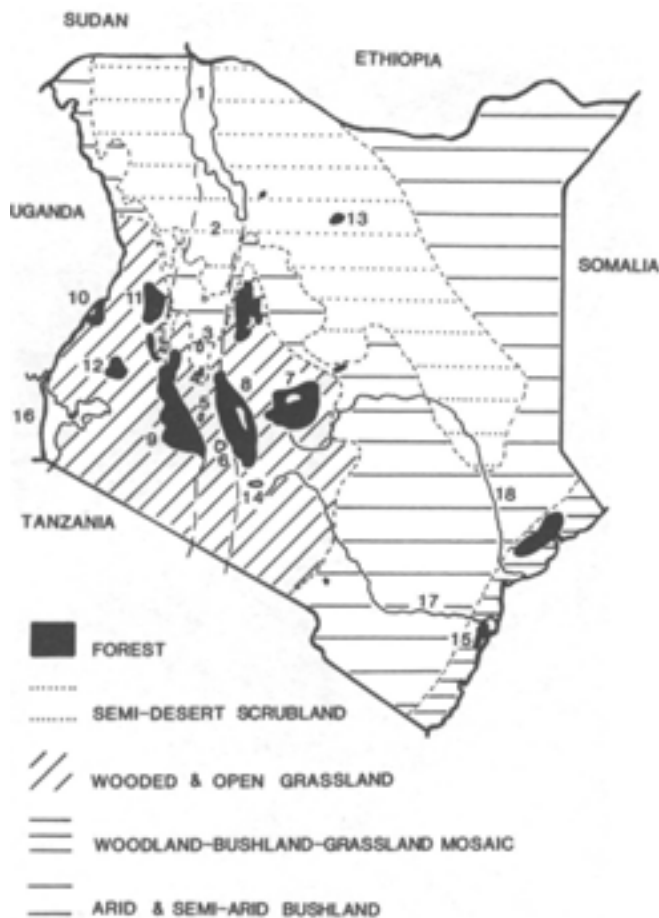 SUDAN
ETHIOPIA
1
UGANDA
2
13
SOMALIA
10
11
3
12
7
8
16
5
9
6
14
18
TANZANIA
17
15
FOREST
SEMI-DESERT SCRUBLAND
WOODED & OPEN GRASSLAND
WOODLAND-BUSHLAND-GRASSLAND MOSAIC
ARID & SEMI-ARID BUSHLAND